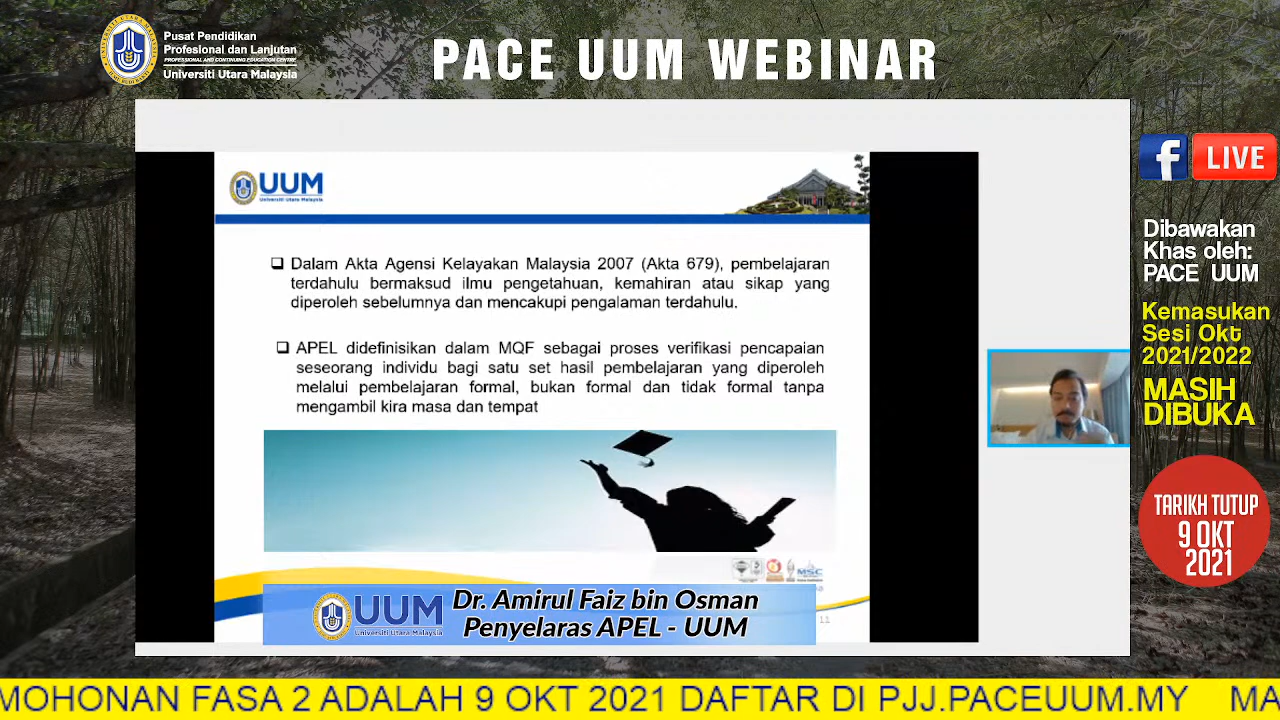 Pusat Pendidikan
Profesional dan Lanjutan
PROFESSIONAL AND CONTINUING EDUCATION CENTRE
Universiti Utara Malaysia
PACE UUM WEBINAR
LIVE
Dibawakan
Khas oleh:
PACE UUM
Kemasukan
Sesi Okt
2021/2022
MASIH
DIBUKA
TARIKH TUTUP
9 OKT
2021
UUM
Universiti Utara Malaysia
❑ Dalam Akta Agensi Kelayakan Malaysia 2007 (Akta 679), pembelajaran
terdahulu bermaksud ilmu pengetahuan, kemahiran atau sikap yang
diperoleh sebelumnya dan mencakupi pengalaman terdahulu.
❑ APEL didefinisikan dalam MQF sebagai proses verifikasi pencapaian
seseorang individu bagi satu set hasil pembelajaran yang diperoleh
melalui pembelajaran formal, bukan formal dan tidak formal tanpa
mengambil kira masa dan tempat
MSC
11
UUM
Universiti Utara Malaysia
Dr. Amirul Faiz bin Osman
Penyelaras APEL - UUM
MOHONAN FASA 2 ADALAH 9 OKT 2021 DAFTAR DI PJJ.PACEUUM.MY MA